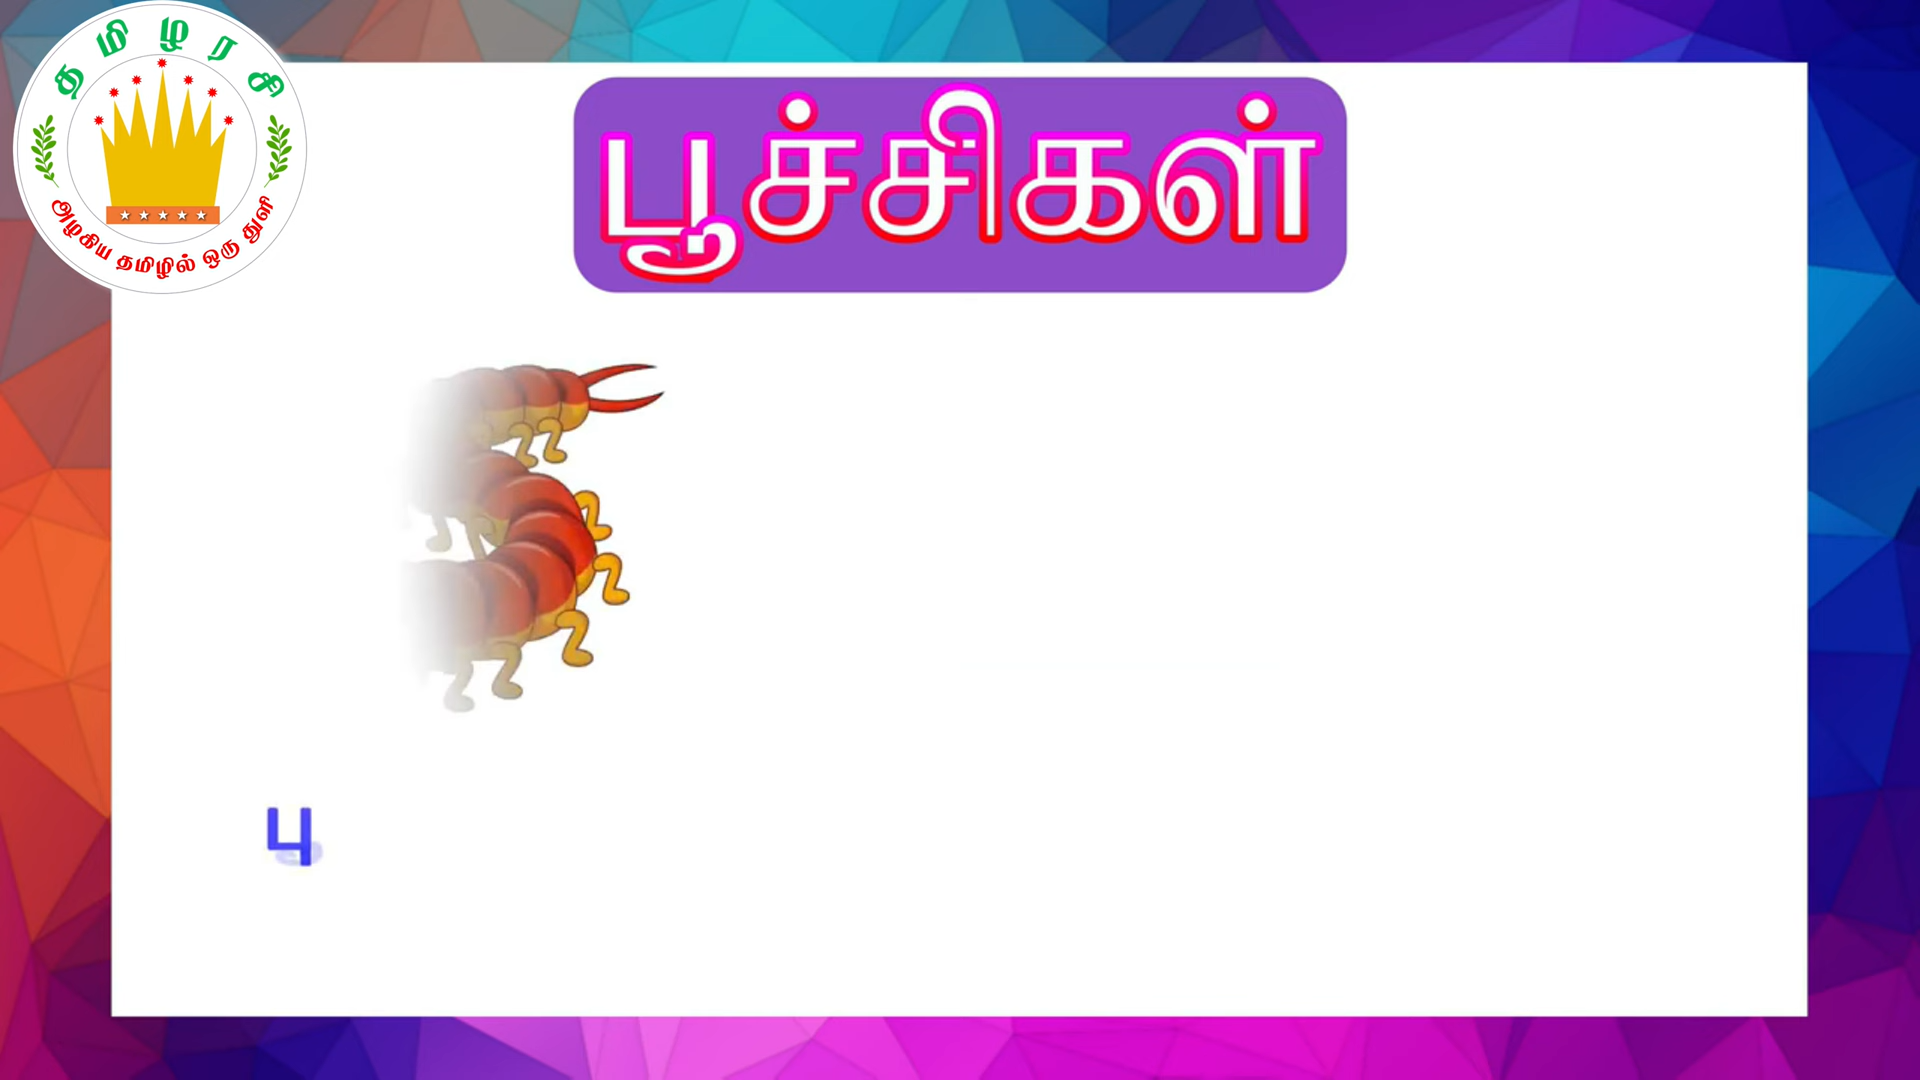 தமிழரசி
அழகிய தமிழில் ஒரு துளி
பூச்சிகள்
பு